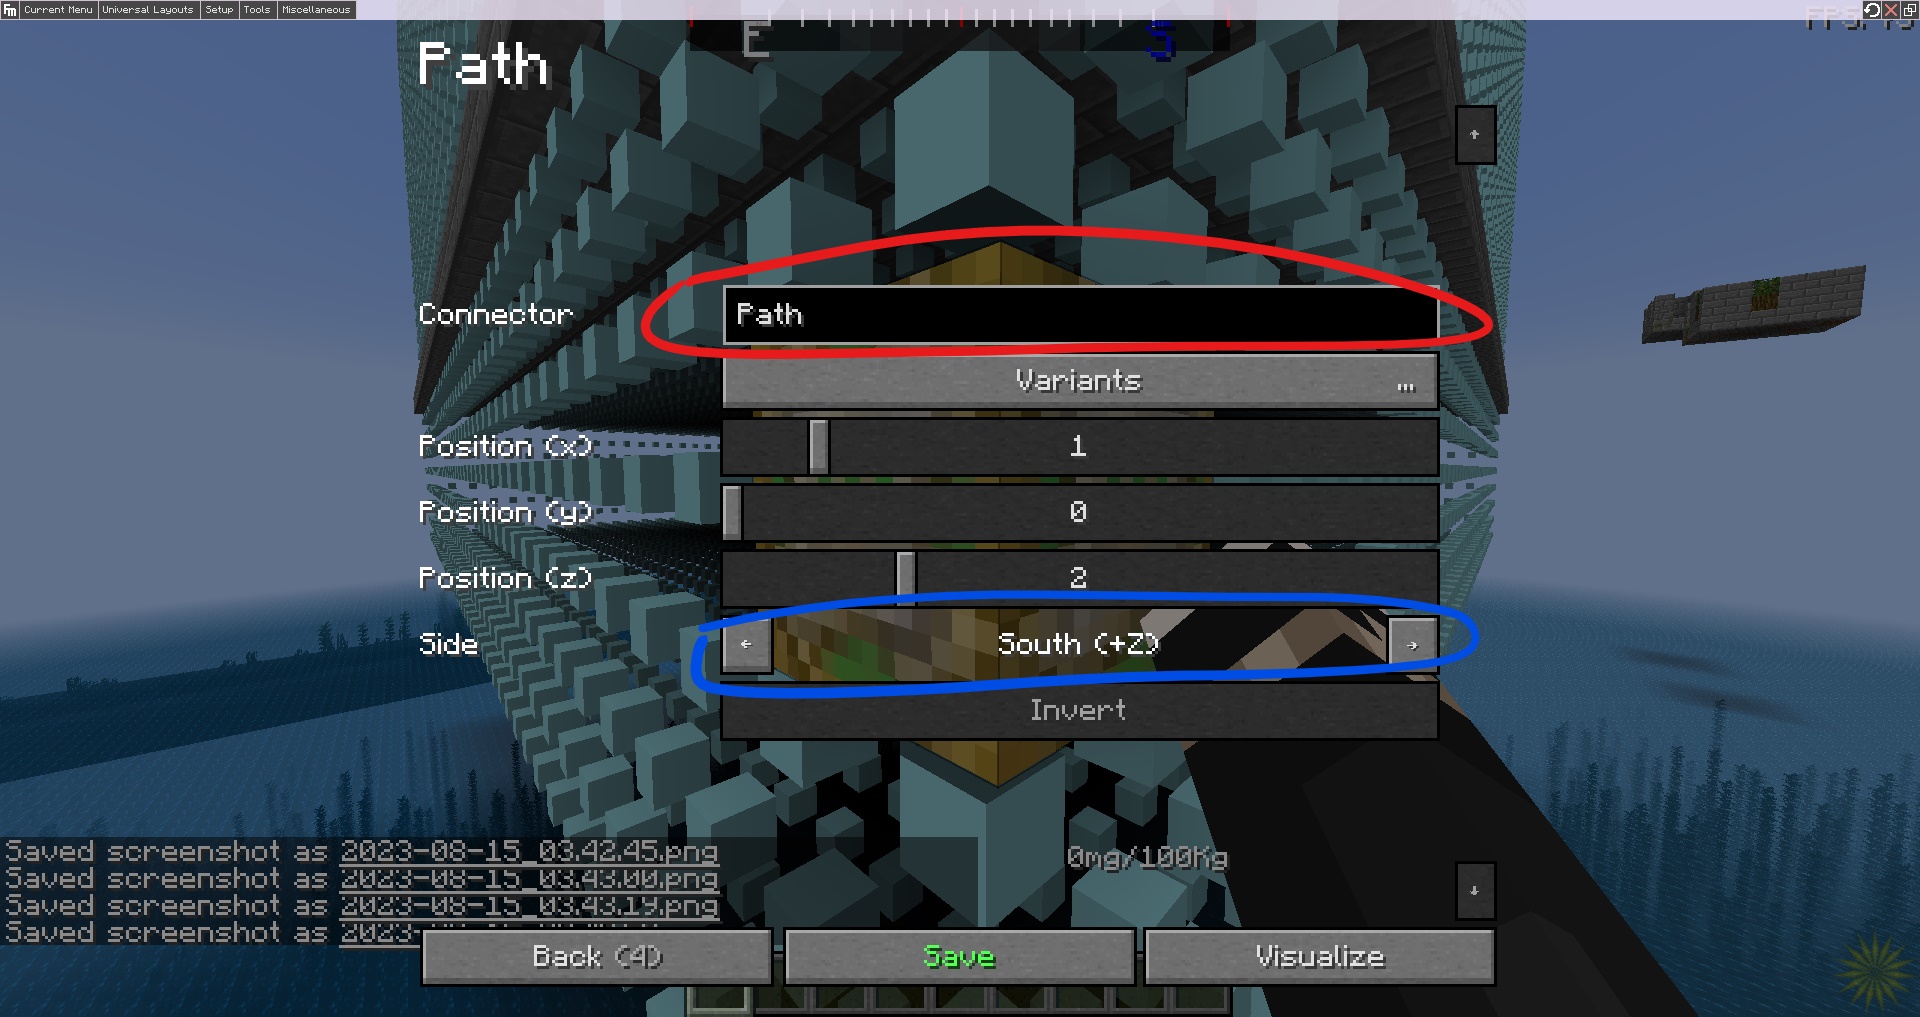 Fm Current Menu Universal Layouts Setup Tools Miscellaneous
E S
Path
Connector Path
Variants ...
Position (x) 1
Position (y) 0
Position (z) 2
Side ← South (+Z) →
Invert
Saved screenshot as 2023-08-15_03.42.45.png
0mg/100Kg
Saved screenshot as 2023-08-15_03.43.00.png
Saved screenshot as 2023-08-15_03.43.19.png
Saved screenshot as 2023-
Back (4) Save Visualize